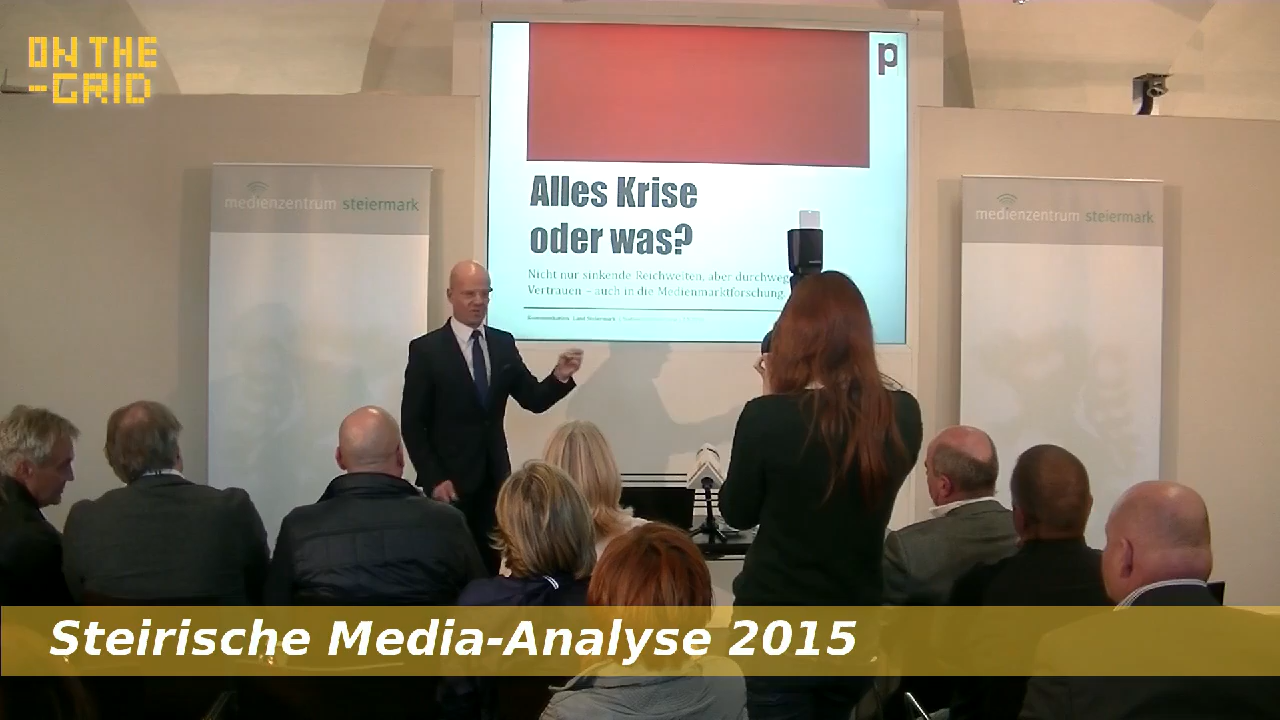 ON THE
-GRID
p
medienzentrum steiermark
Alles Krise
oder was?
Nicht nur sinkende Reichweiten, aber durchweg
Vertrauen – auch in die Medienmarktforschung
medienzentrum steiermark
Steirische Media-Analyse 2015